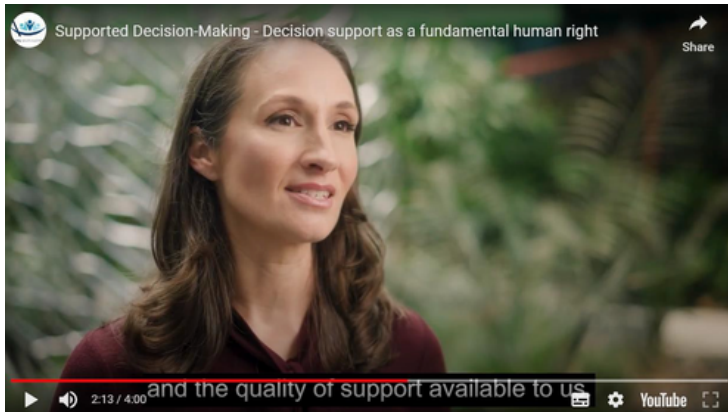 Supported Decision-Making - Decision support as a fundamental human right
Share
and the quality of support available to us
2:13 / 4:00
YouTube